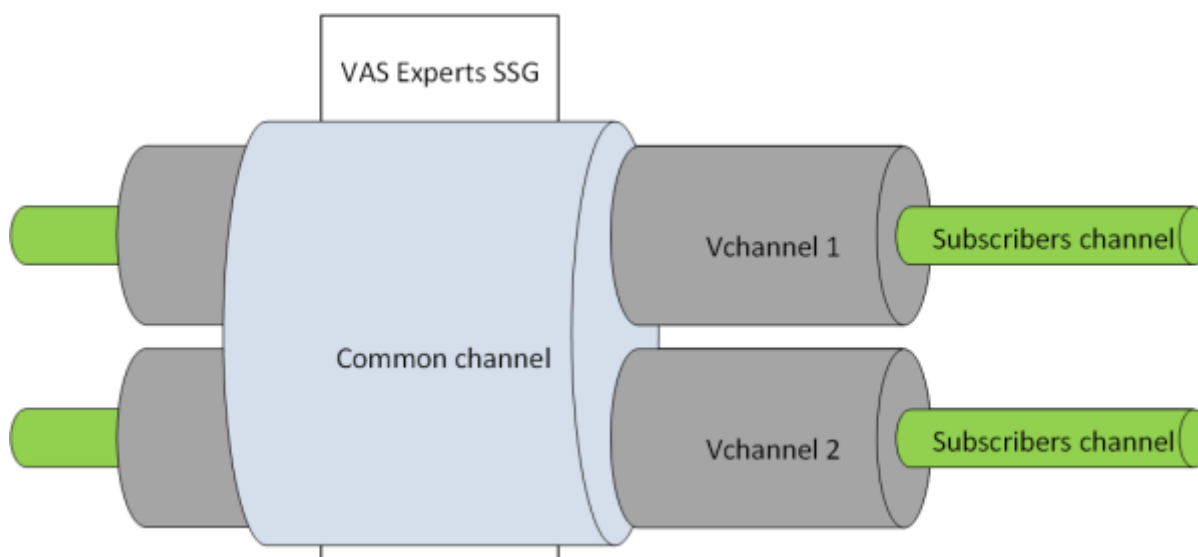 VAS Experts SSG
Vchannel 1
Subscribers channel
Common channel
Vchannel 2
Subscribers channel